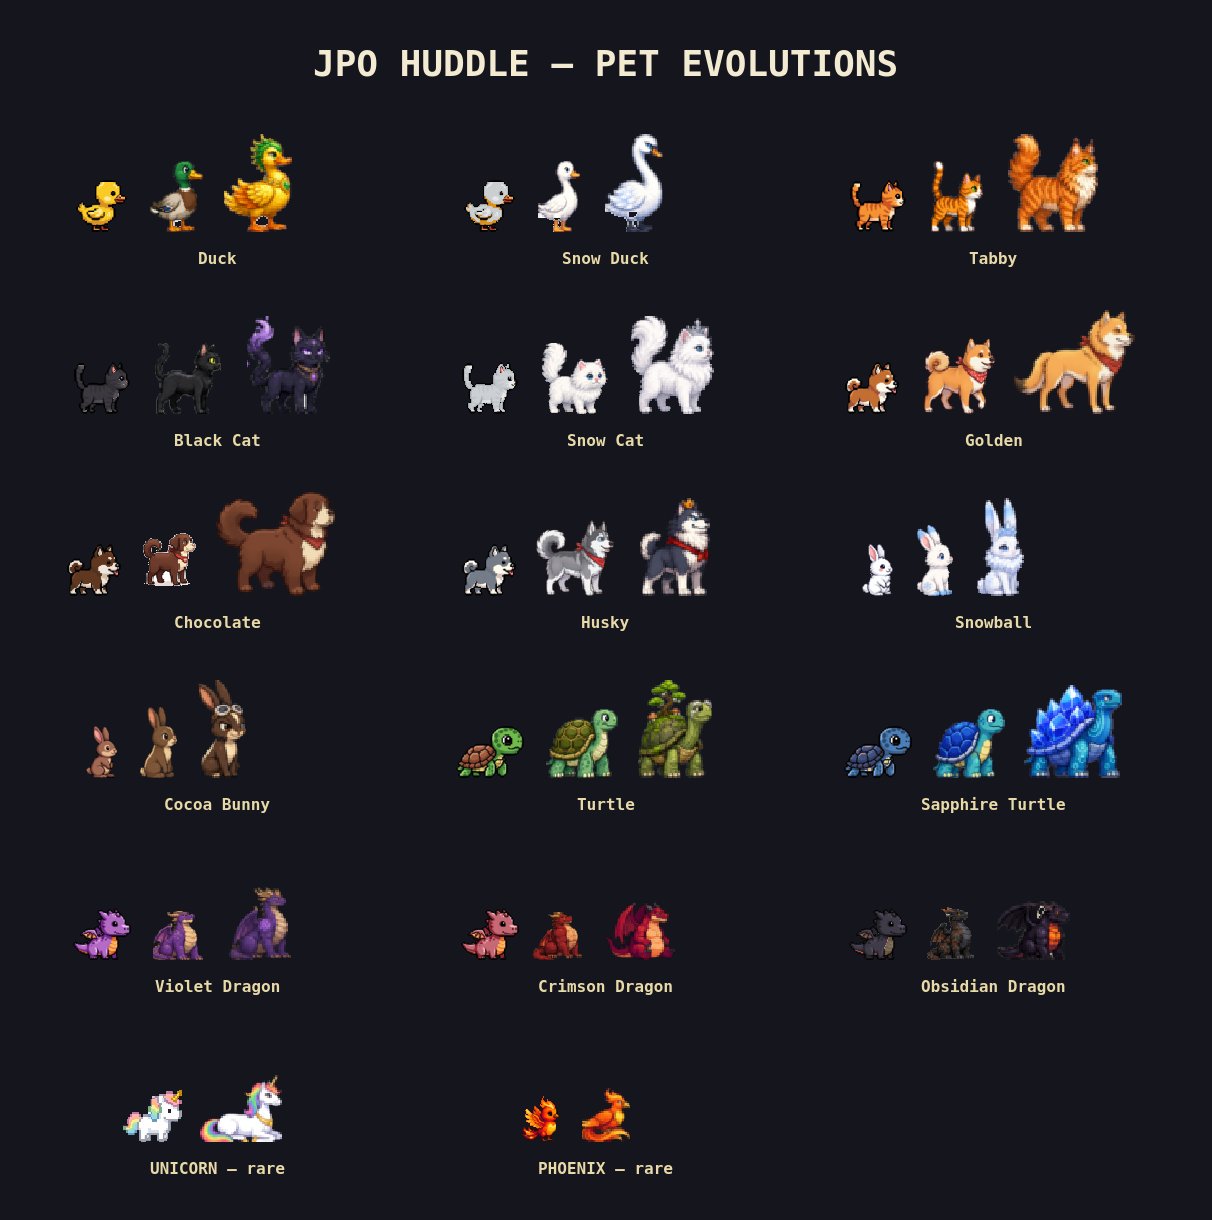 JPO HUDDLE — PET EVOLUTIONS
Duck
Snow Duck
Tabby
Black Cat
Snow Cat
Golden
Chocolate
Husky
Snowball
Cocoa Bunny
Turtle
Sapphire Turtle
Violet Dragon
Crimson Dragon
Obsidian Dragon
UNICORN — rare
PHOENIX — rare